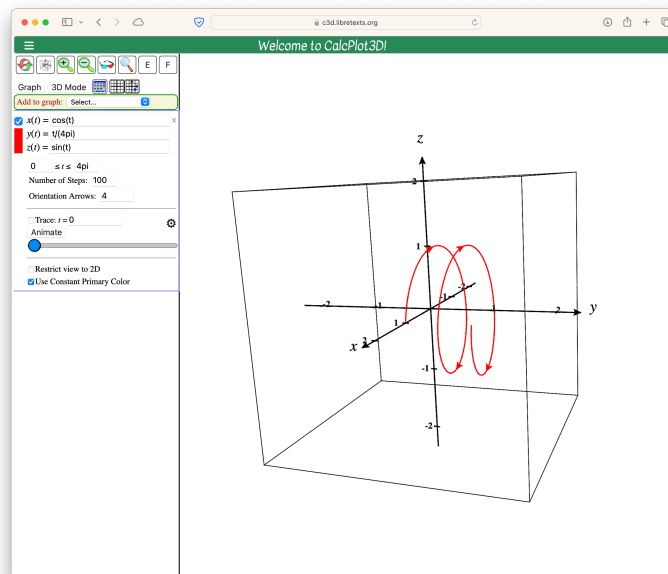 c3d.libretexts.org
Welcome to CalcPlot3D!
E F
Graph 3D Mode
Add to graph: Select...
x(t) = cos(t) x
y(t) = t/(4pi)
z(t) = sin(t)
0 ≤ t ≤ 4pi
Number of Steps: 100
Orientation Arrows: 4
Trace: t = 0
Animate
Restrict view to 2D
Use Constant Primary Color
z
2
1
-2 -1 -1 -2 1 2 y
1
x 2
-1
-2